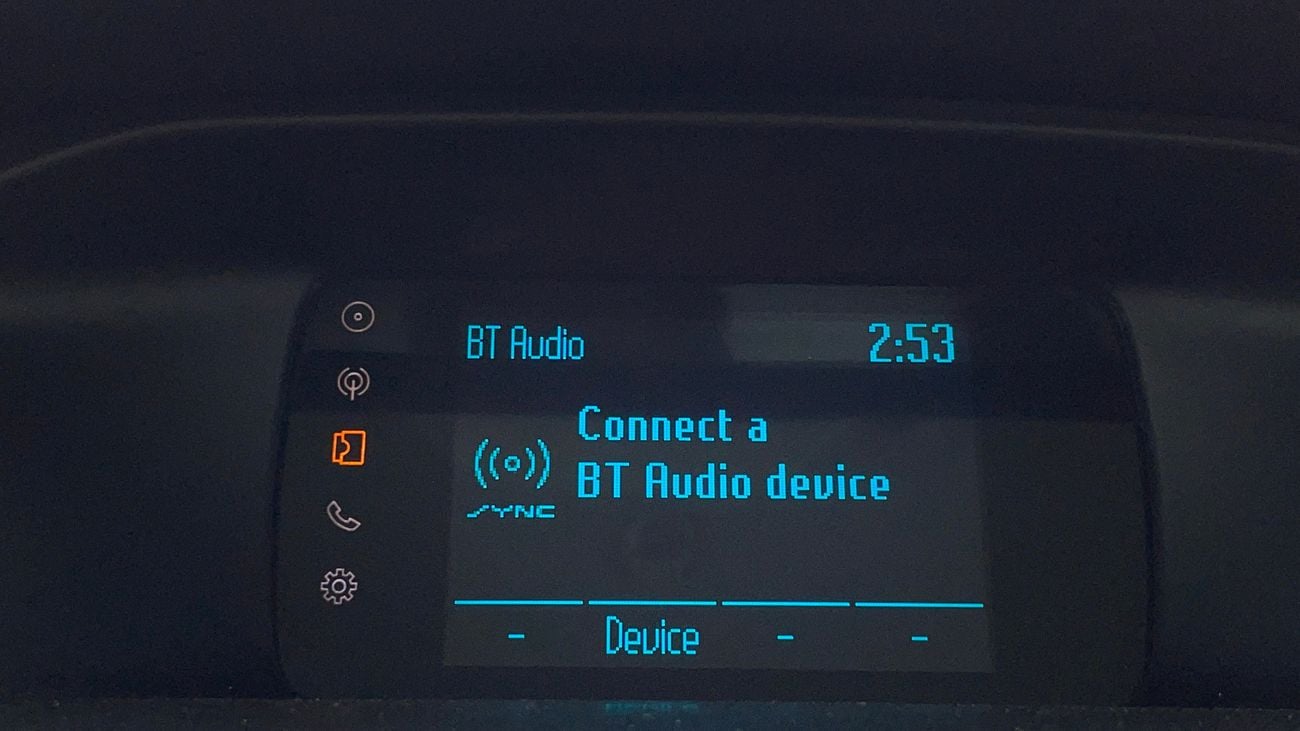 BT Audio 2:53
Connect a
BT Audio device
SYNC
- Device - -